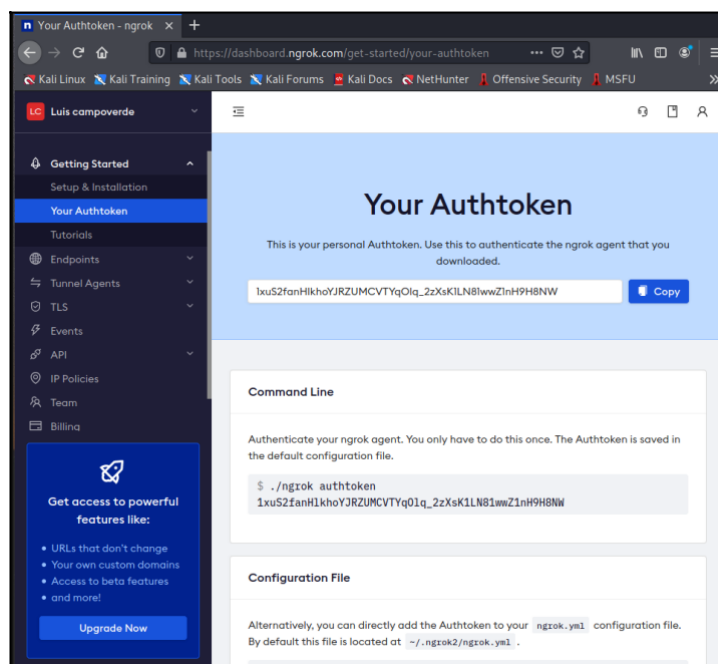 Your Authtoken - ngrok
https://dashboard.ngrok.com/get-started/your-authtoken
Kali Linux Kali Training Kali Tools Kali Forums Kali Docs NetHunter Offensive Security MSFU
LC Luis campoverde
Getting Started
Setup & Installation
Your Authtoken
Tutorials
Endpoints
Tunnel Agents
TLS
Events
API
IP Policies
Team
Billing
Get access to powerful
features like:
• URLs that don't change
• Your own custom domains
• Access to beta features
• and more!
Upgrade Now
Your Authtoken
This is your personal Authtoken. Use this to authenticate the ngrok agent that you
downloaded.
1xuS2fanHlkhoYJRZUMCVTYqOlq_2zXsK1LN81wwZ1nH9H8NW
Copy
Command Line
Authenticate your ngrok agent. You only have to do this once. The Authtoken is saved in
the default configuration file.
$ ./ngrok authtoken
1xuS2fanHlkhoYJRZUMCVTYqOlq_2zXsK1LN81wwZ1nH9H8NW
Configuration File
Alternatively, you can directly add the Authtoken to your ngrok.yml configuration file.
By default this file is located at ~/.ngrok2/ngrok.yml .